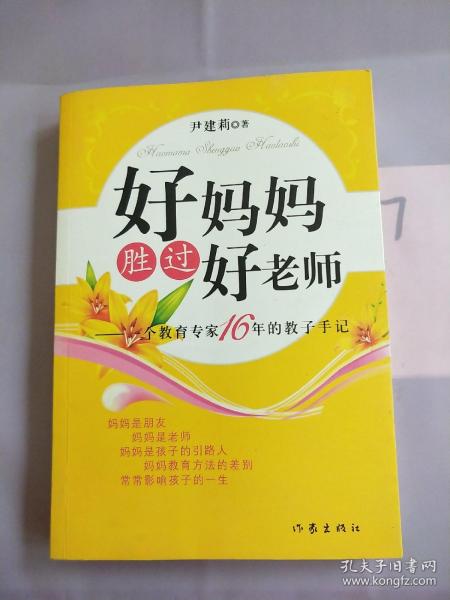 尹建莉◎著
Haomama Shengguo Haolaoshi
好妈妈
胜过
好老师
——一个教育专家16年的教子手记
妈妈是朋友
妈妈是老师
妈妈是孩子的引路人
妈妈教育方法的差别
常常影响孩子的一生
作家出版社
7
孔夫子旧书网
www.kongfz.com